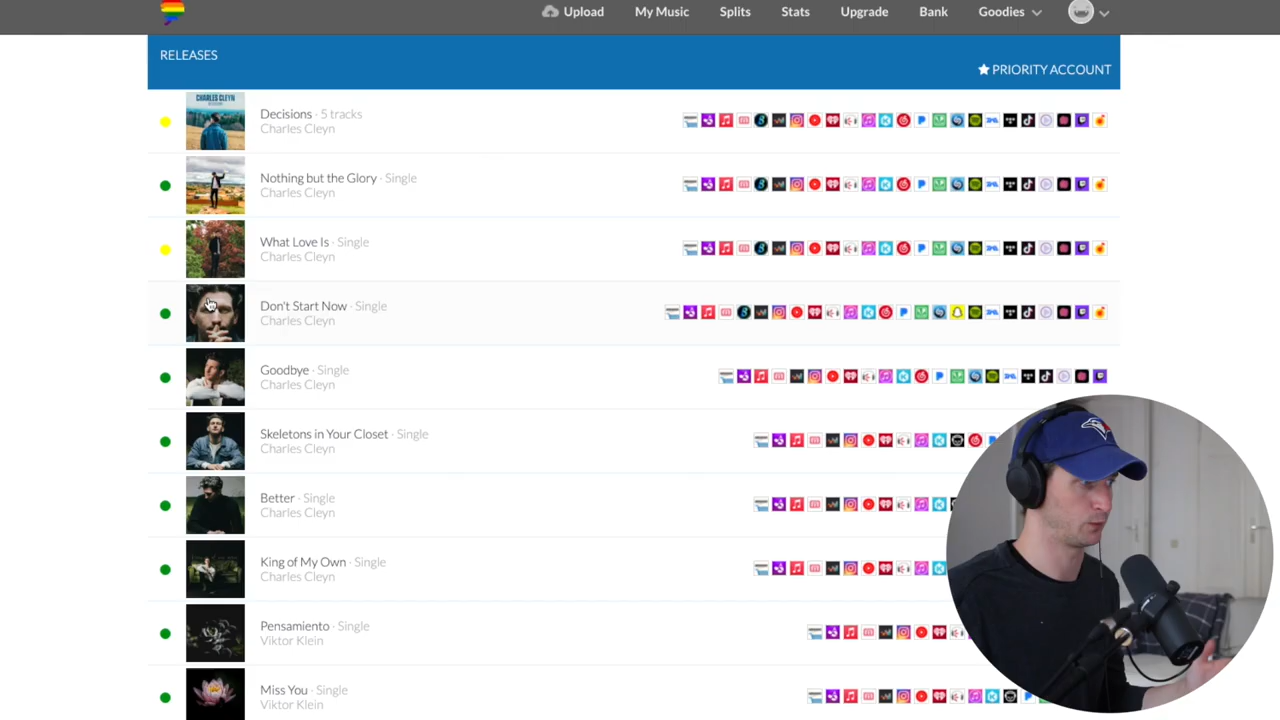 Upload My Music Splits Stats Upgrade Bank Goodies
RELEASES
PRIORITY ACCOUNT
CHARLES CLEYN
Decisions · 5 tracks
Charles Cleyn
Nothing but the Glory · Single
Charles Cleyn
What Love Is · Single
Charles Cleyn
Don't Start Now · Single
Charles Cleyn
Goodbye · Single
Charles Cleyn
Skeletons in Your Closet · Single
Charles Cleyn
Better · Single
Charles Cleyn
King of My Own · Single
Charles Cleyn
Pensamiento · Single
Viktor Klein
Miss You · Single
Viktor Klein